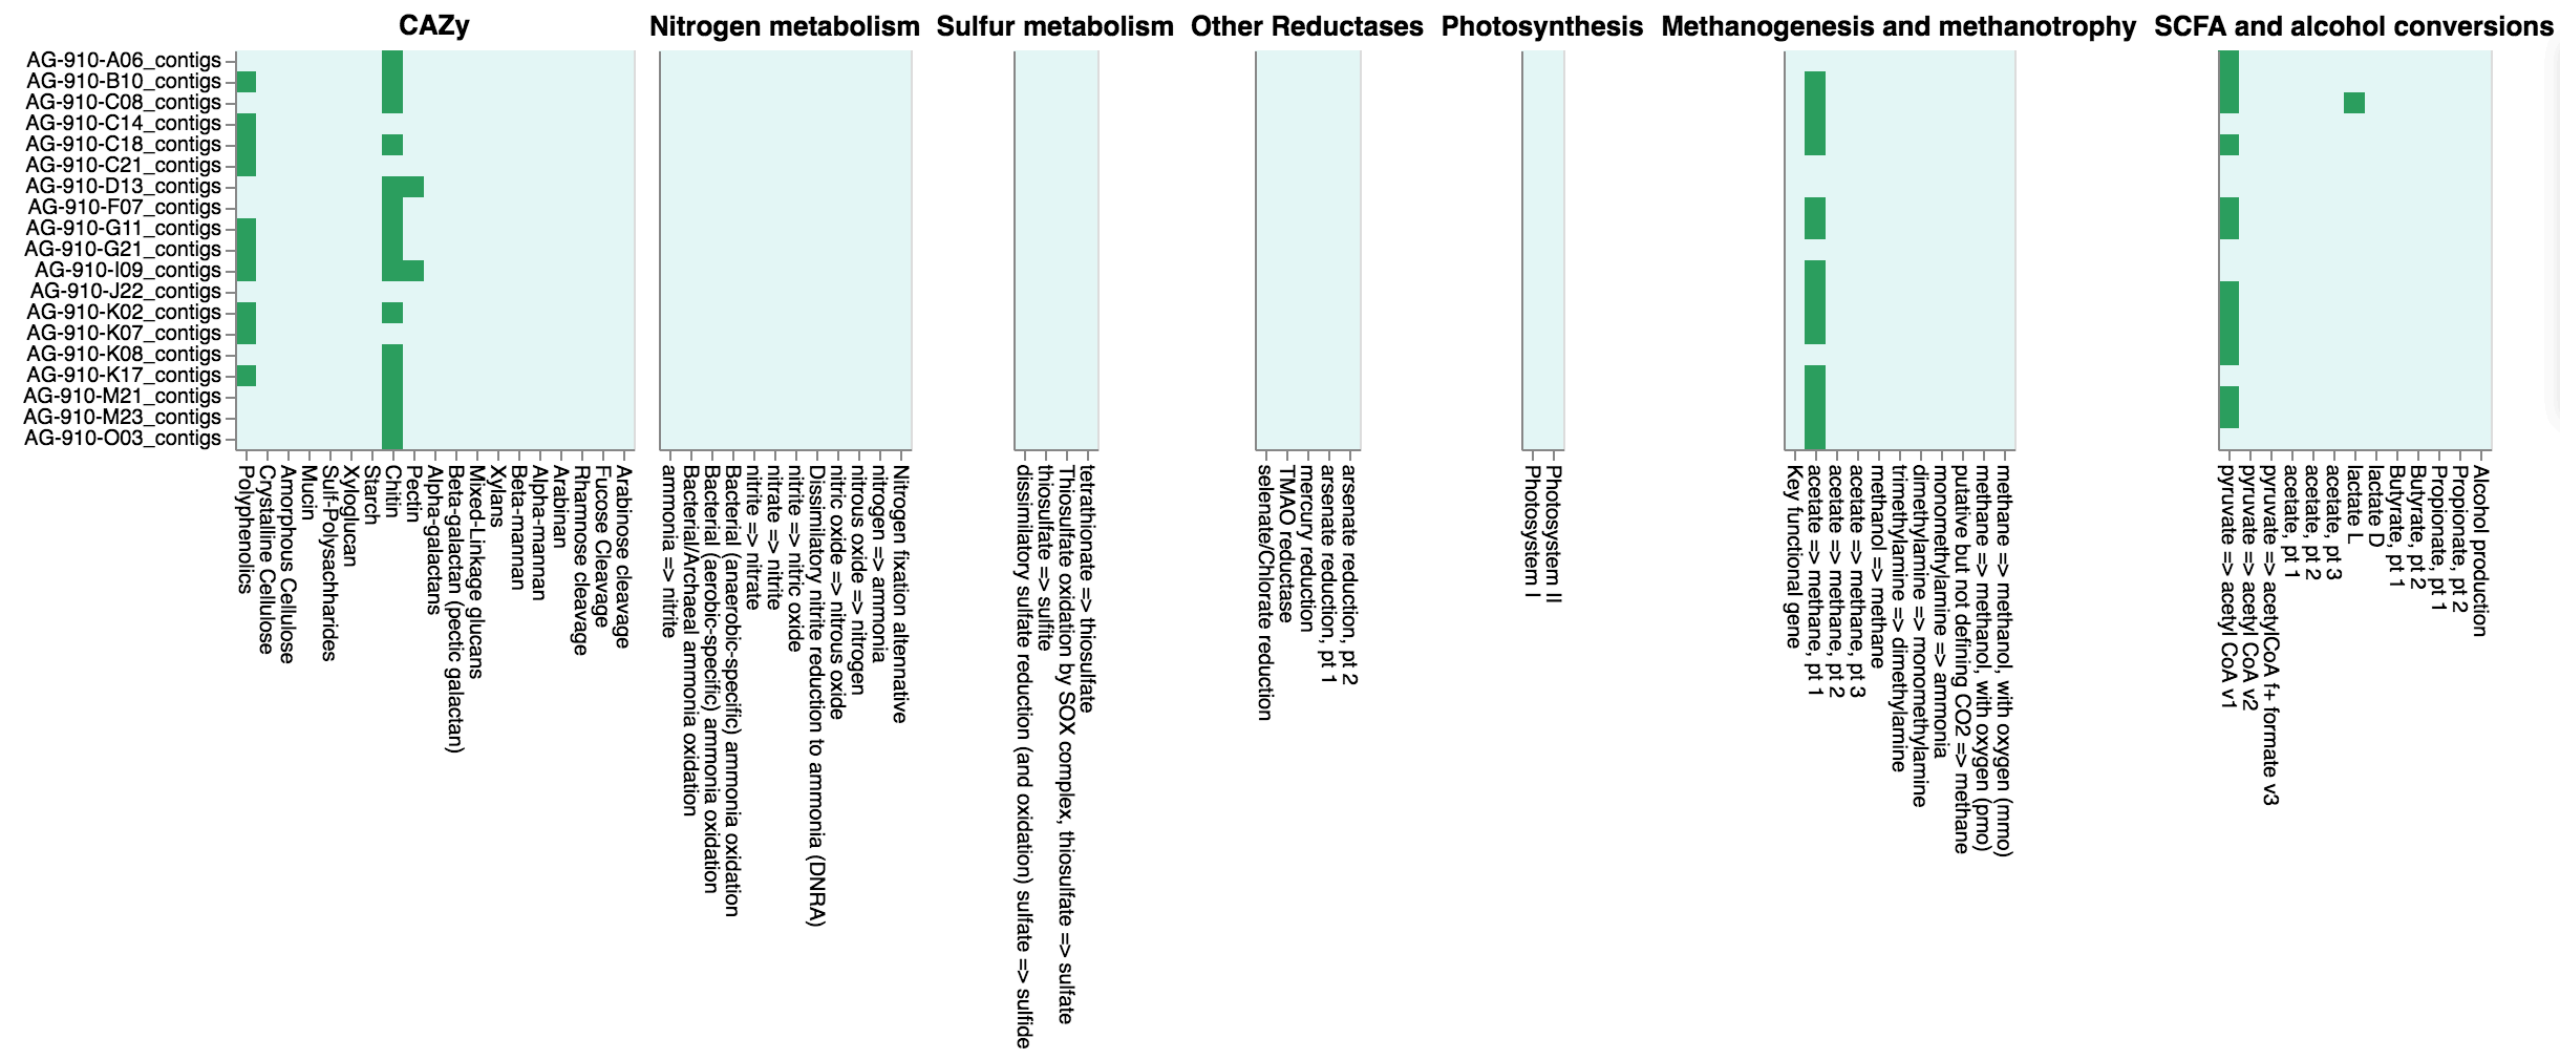 CAZy
Nitrogen metabolism
Sulfur metabolism
Other Reductases
Photosynthesis
Methanogenesis and methanotrophy
SCFA and alcohol conversions
AG-910-A06_contigs
AG-910-B10_contigs
AG-910-C08_contigs
AG-910-C14_contigs
AG-910-C18_contigs
AG-910-C21_contigs
AG-910-D13_contigs
AG-910-F07_contigs
AG-910-G11_contigs
AG-910-G21_contigs
AG-910-I09_contigs
AG-910-J22_contigs
AG-910-K02_contigs
AG-910-K07_contigs
AG-910-K08_contigs
AG-910-K17_contigs
AG-910-M21_contigs
AG-910-M23_contigs
AG-910-O03_contigs
Polyphenolics
Crystalline Cellulose
Amorphous Cellulose
Mucin
Sulf-Polysachharides
Xyloglucan
Starch
Chitin
Pectin
Alpha-galactans
Beta-galactan (pectic galactan)
Mixed-Linkage glucans
Xylans
Beta-mannan
Alpha-mannan
Arabinan
Rhamnose cleavage
Fucose Cleavage
Arabinose cleavage
ammonia => nitrite
Bacterial/Archaeal ammonia oxidation
Bacterial (aerobic-specific) ammonia oxidation
Bacterial (anaerobic-specific) ammonia oxidation
nitrite => nitrate
nitrate => nitrite
nitrite => nitric oxide
Dissimilatory nitrite reduction to ammonia (DNRA)
nitric oxide => nitrous oxide
nitrous oxide => nitrogen
nitrogen => ammonia
Nitrogen fixation altennative
dissimilatory sulfate reduction (and oxidation) sulfate => sulfide
thiosulfate => sulfite
Thiosulfate oxidation by SOX complex, thiosulfate => sulfate
tetrathionate => thiosulfate
selenate/Chlorate reduction
TMAO reductase
mercury reduction
arsenate reduction, pt 1
arsenate reduction, pt 2
Photosystem I
Photosystem II
Key functional gene
acetate => methane, pt 1
acetate => methane, pt 2
acetate => methane, pt 3
methanol => methane
trimethylamine => dimethylamine
dimethylamine => monomethylamine
monomethylamine => ammonia
putative but not defining CO2 => methane
methane => methanol, with oxygen (pmo)
methane => methanol, with oxygen (mmo)
pyruvate => acetyl CoA v1
pyruvate => acetyl CoA v2
pyruvate => acetylCoA f+ formate v3
acetate, pt 1
acetate, pt 2
acetate, pt 3
lactate L
lactate D
Butyrate, pt 1
Butyrate, pt 2
Propionate, pt 1
Propionate, pt 2
Alcohol production